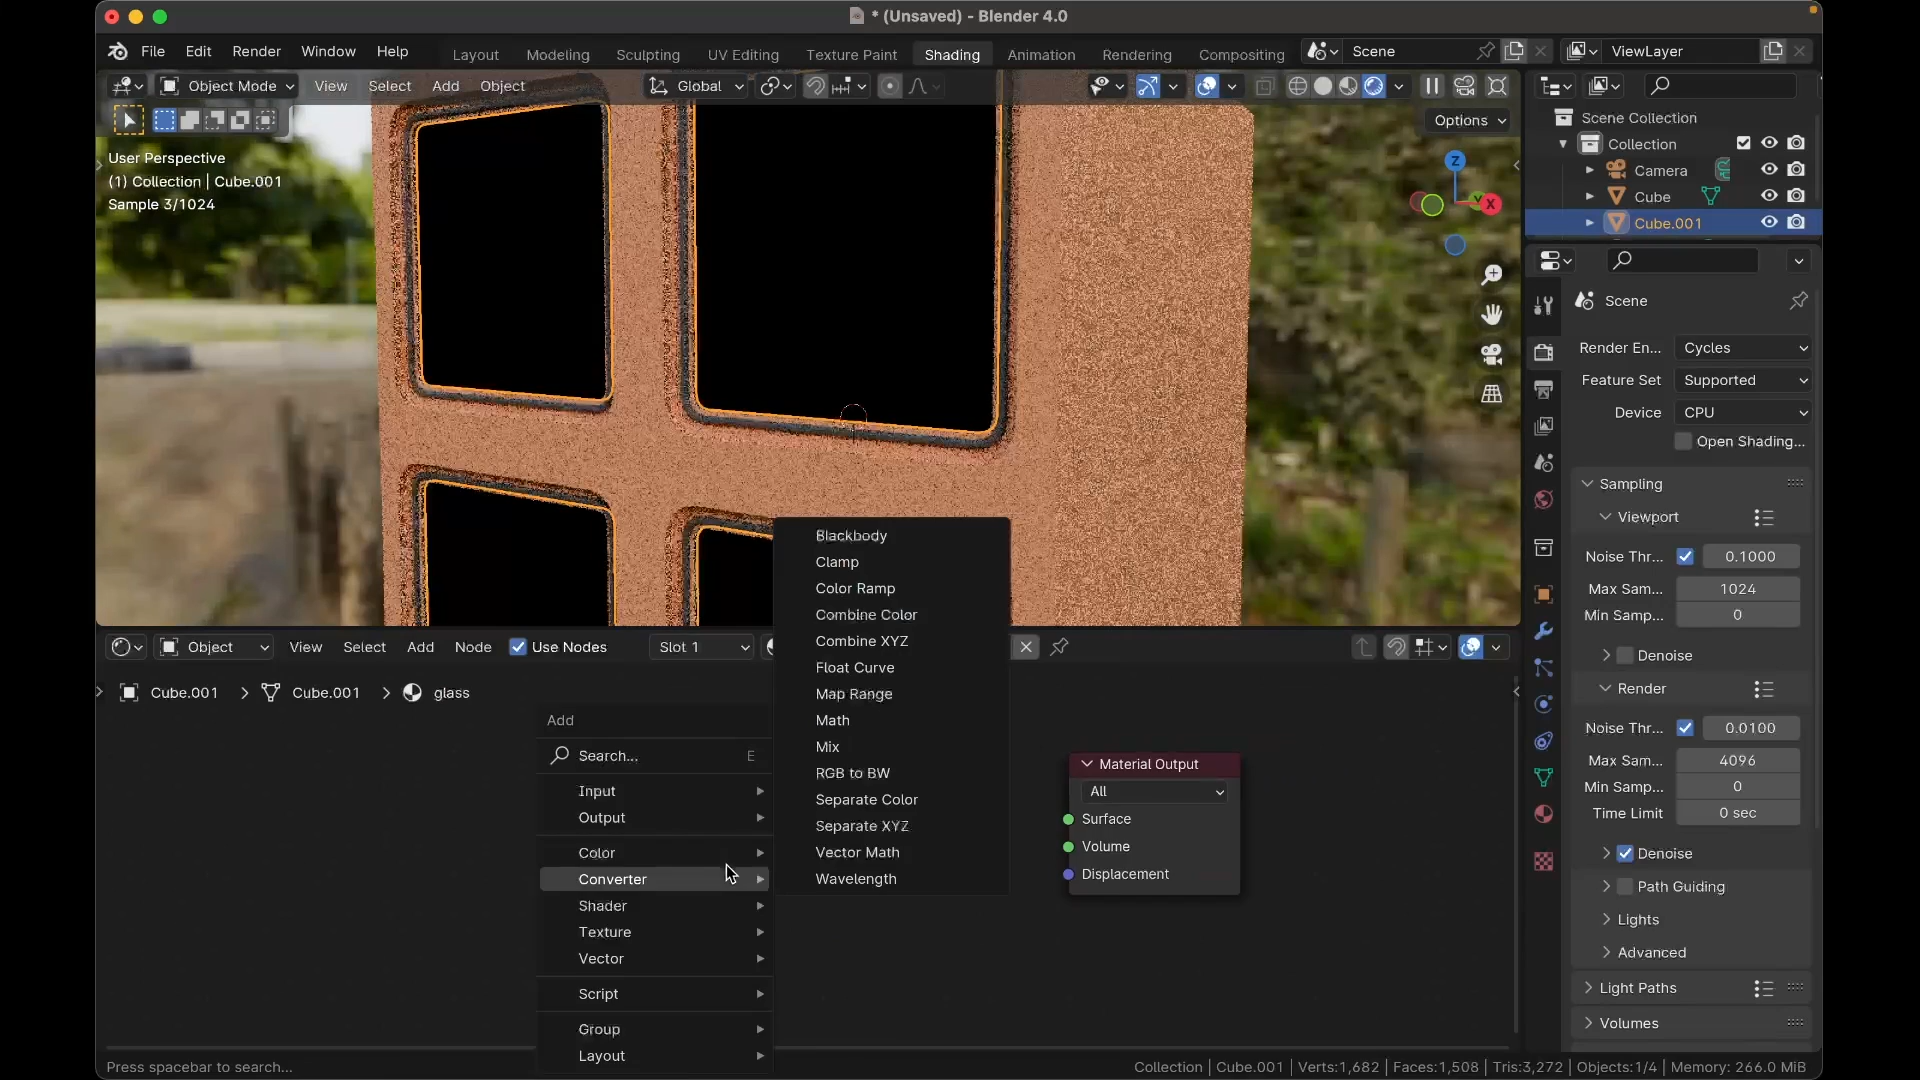 * (Unsaved) - Blender 4.0
File Edit Render Window Help
Layout Modeling Sculpting UV Editing Texture Paint Shading Animation Rendering Compositing
Scene
ViewLayer
Object Mode View Select Add Object
Global
Options
User Perspective
(1) Collection | Cube.001
Sample 3/1024
Z
Y
X
Scene Collection
Collection
Camera
Cube
Cube.001
Scene
Render En... Cycles
Feature Set Supported
Device CPU
Open Shading...
Sampling
Viewport
Noise Thr... 0.1000
Max Sam... 1024
Min Samp... 0
Denoise
Render
Noise Thr... 0.0100
Max Sam... 4096
Min Samp... 0
Time Limit 0 sec
Denoise
Path Guiding
Lights
Advanced
Light Paths
Volumes
Object View Select Add Node Use Nodes Slot 1
Cube.001 > Cube.001 > glass
Add
Search... E
Input
Output
Color
Converter
Shader
Texture
Vector
Script
Group
Layout
Blackbody
Clamp
Color Ramp
Combine Color
Combine XYZ
Float Curve
Map Range
Math
Mix
RGB to BW
Separate Color
Separate XYZ
Vector Math
Wavelength
Material Output
All
Surface
Volume
Displacement
Press spacebar to search...
Collection | Cube.001 | Verts:1,682 | Faces:1,508 | Tris:3,272 | Objects:1/4 | Memory: 266.0 MiB